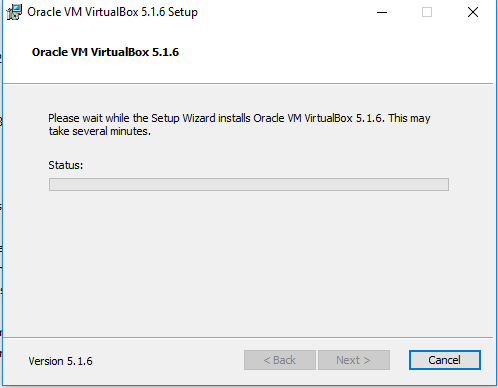 Oracle VM VirtualBox 5.1.6 Setup
Oracle VM VirtualBox 5.1.6
Please wait while the Setup Wizard installs Oracle VM VirtualBox 5.1.6. This may
take several minutes.
Status:
Version 5.1.6
< Back
Next >
Cancel